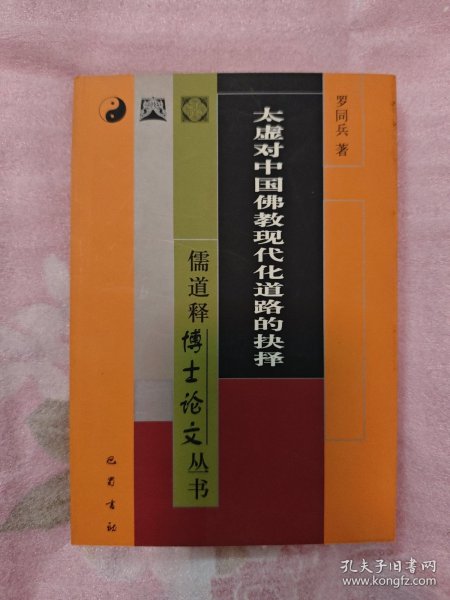 罗同兵 著
太虚对中国佛教现代化道路的抉择
儒道释博士论文丛书
巴蜀书社
孔夫子旧书网
www.kongfz.com